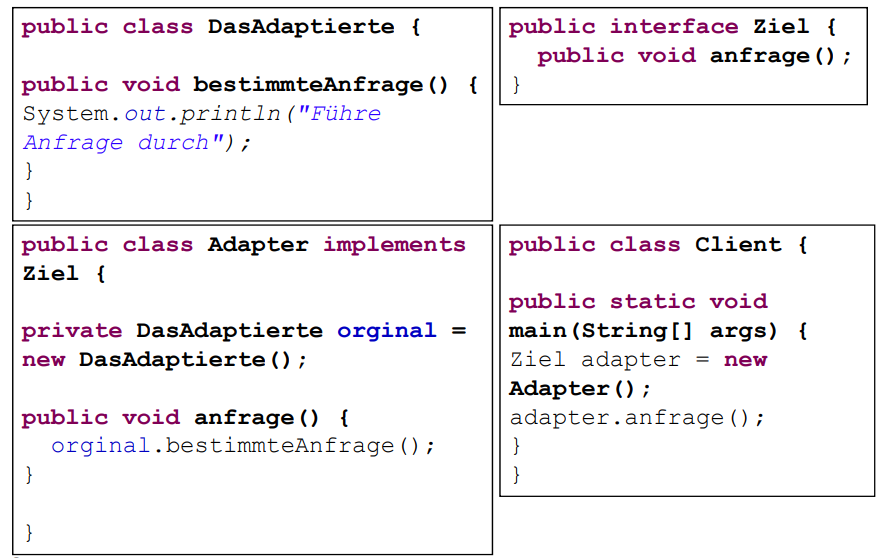 public class DasAdaptierte {
public void bestimmteAnfrage() {
System.out.println("Führe
Anfrage durch");
}
}
public interface Ziel {
public void anfrage();
}
public class Adapter implements
Ziel {
private DasAdaptierte orginal =
new DasAdaptierte();
public void anfrage() {
orginal.bestimmteAnfrage();
}
}
public class Client {
public static void
main(String[] args) {
Ziel adapter = new
Adapter();
adapter.anfrage();
}
}